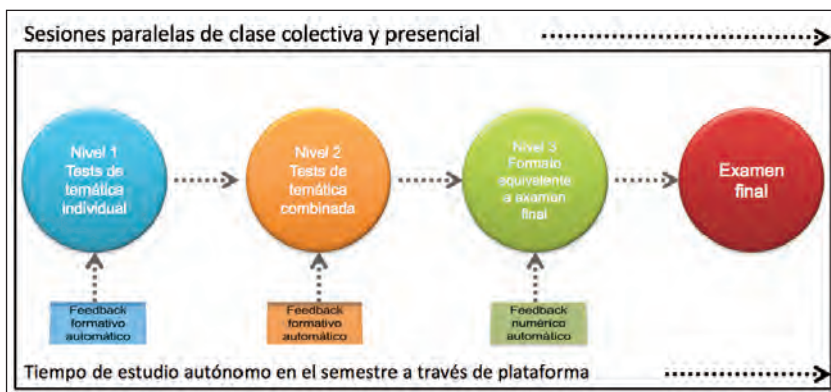 Sesiones paralelas de clase colectiva y presencial
Nivel 1
Tests de
temática
individual
Nivel 2
Tests de
temática
combinada
Nivel 3
Formato
equivalente
a examen
final
Examen
final
Feedback
formativo
automático
Feedback
formativo
automático
Feedback
numérico
automático
Tiempo de estudio autónomo en el semestre a través de plataforma